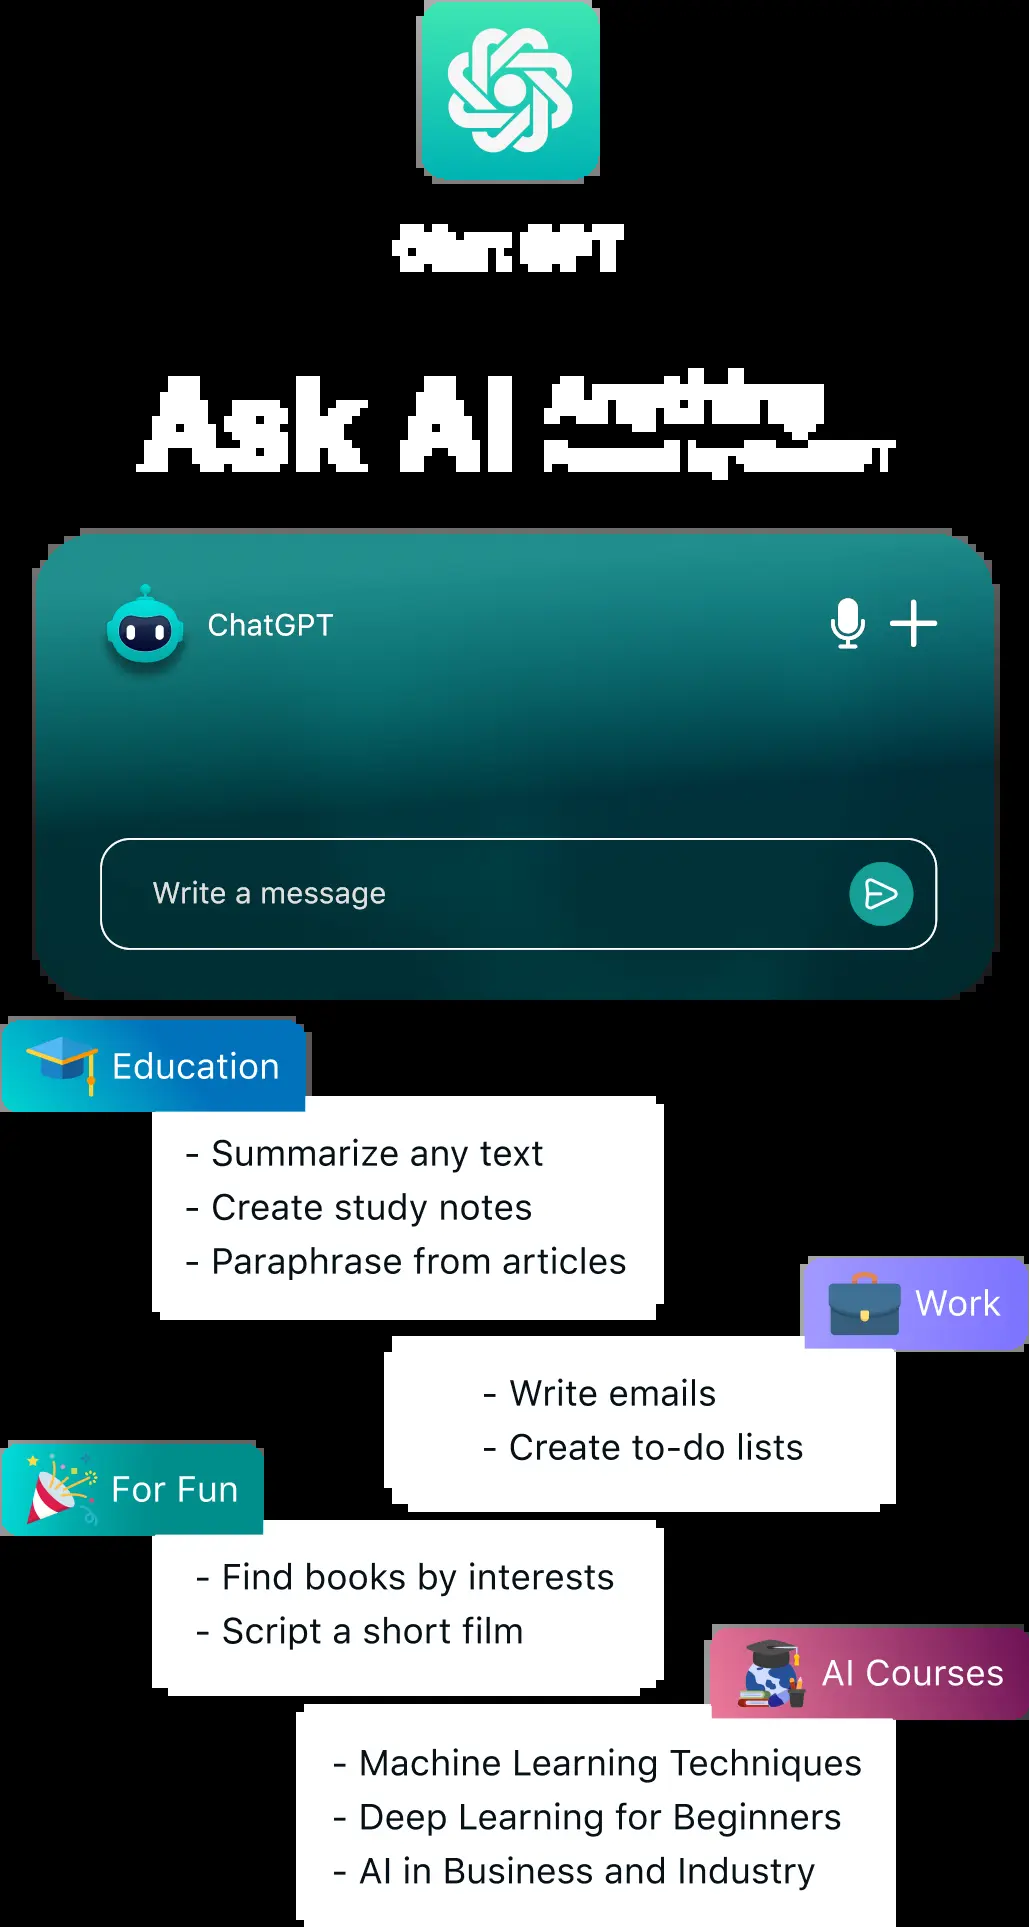 Chat GPT
Ask AI Anything
Powered by ChatGPT
ChatGPT
Write a message
Education
- Summarize any text
- Create study notes
- Paraphrase from articles
Work
- Write emails
- Create to-do lists
For Fun
- Find books by interests
- Script a short film
AI Courses
- Machine Learning Techniques
- Deep Learning for Beginners
- AI in Business and Industry